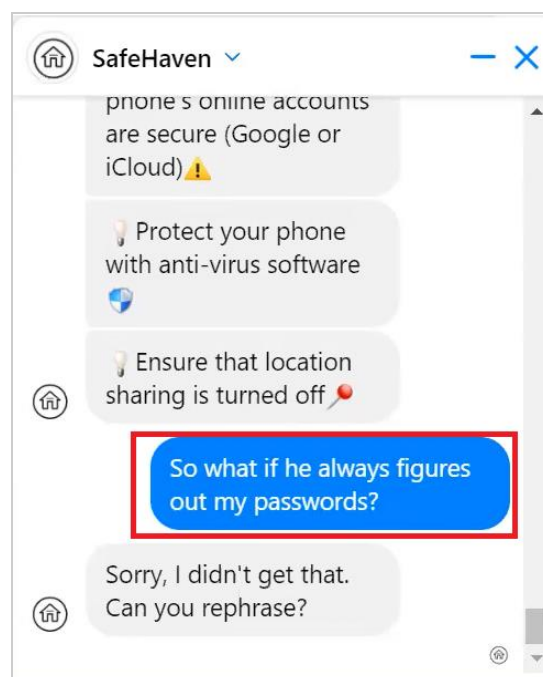 SafeHaven
phone's online accounts
are secure (Google or
iCloud)⚠️
💡Protect your phone
with anti-virus software
🛡️
💡Ensure that location
sharing is turned off📍
So what if he always figures
out my passwords?
Sorry, I didn't get that.
Can you rephrase?